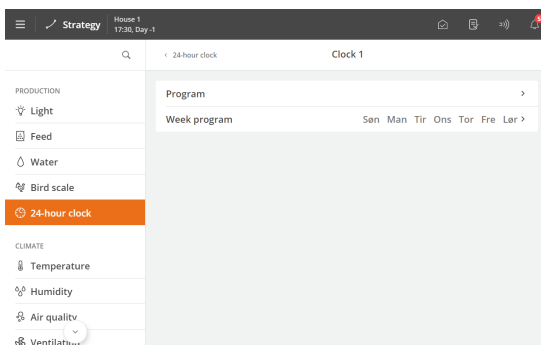 Strategy
House 1
17:30, Day -1
24-hour clock
Clock 1
PRODUCTION
Light
Feed
Water
Bird scale
24-hour clock
CLIMATE
Temperature
Humidity
Air quality
Ventilation
Program
Week program Søn Man Tir Ons Tor Fre Lør